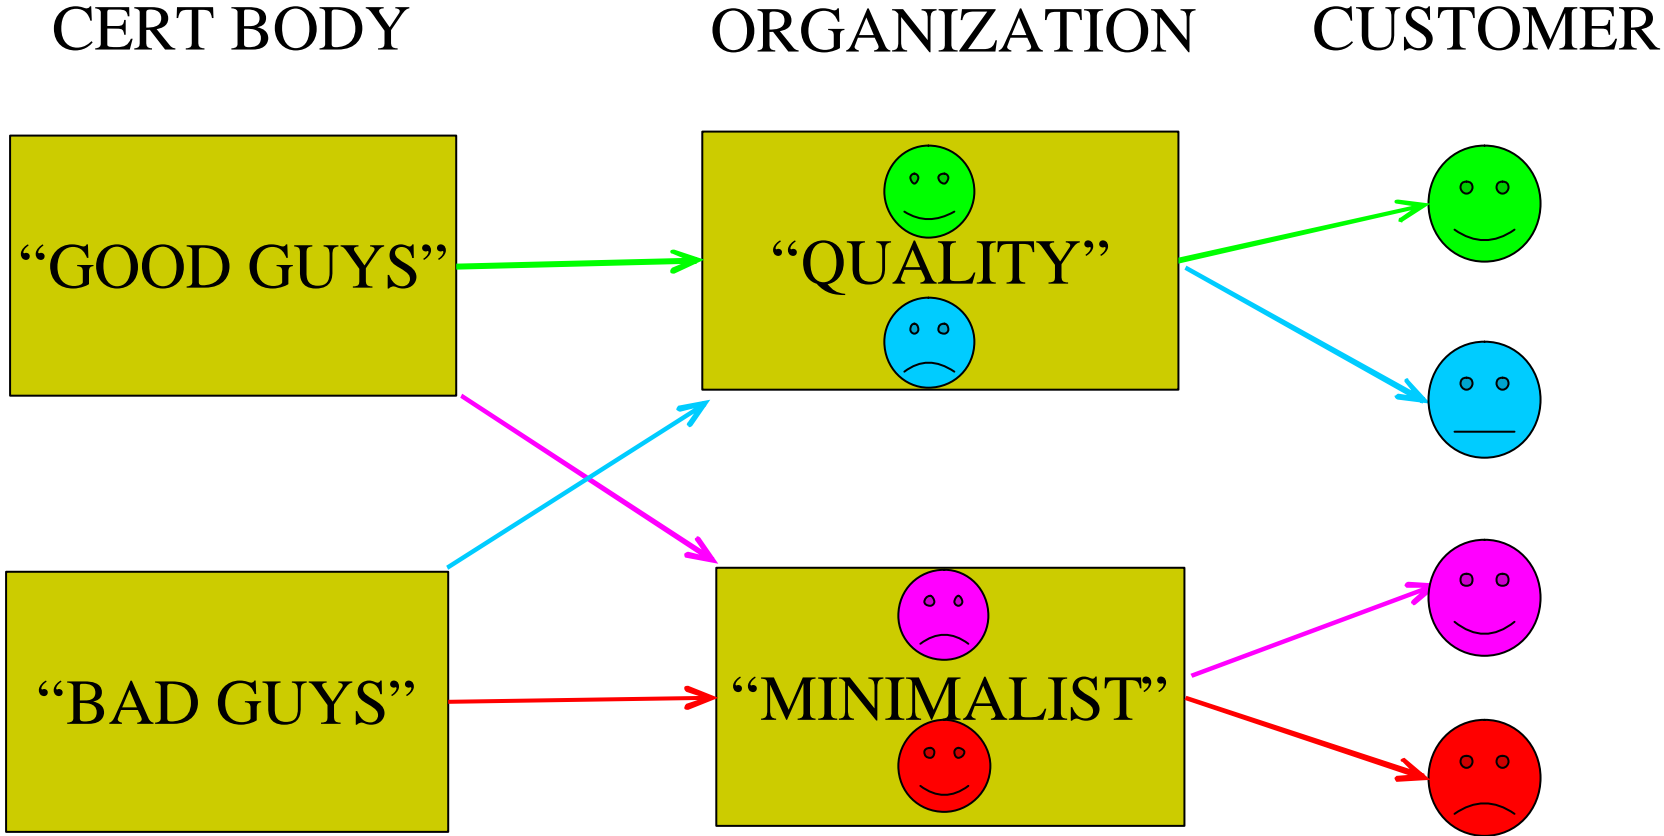 CERT BODY
ORGANIZATION
CUSTOMER
“GOOD GUYS”
“QUALITY”
“BAD GUYS”
“MINIMALIST”